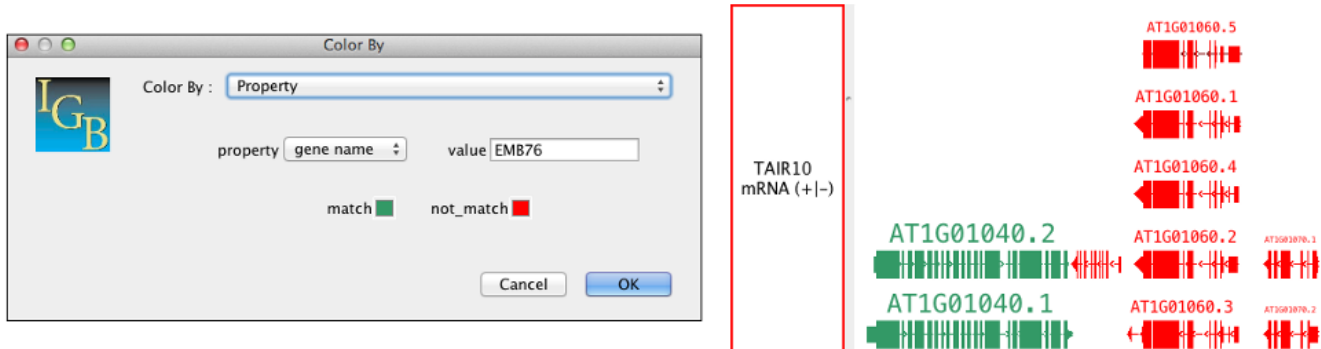 Color By
IGB
Color By : Property
property gene name value EMB76
match not_match
Cancel OK
TAIR10
mRNA (+|-)
AT1G01060.5
AT1G01060.1
AT1G01060.4
AT1G01040.2 AT1G01060.2 AT1G01070.1
AT1G01040.1 AT1G01060.3 AT1G01070.2